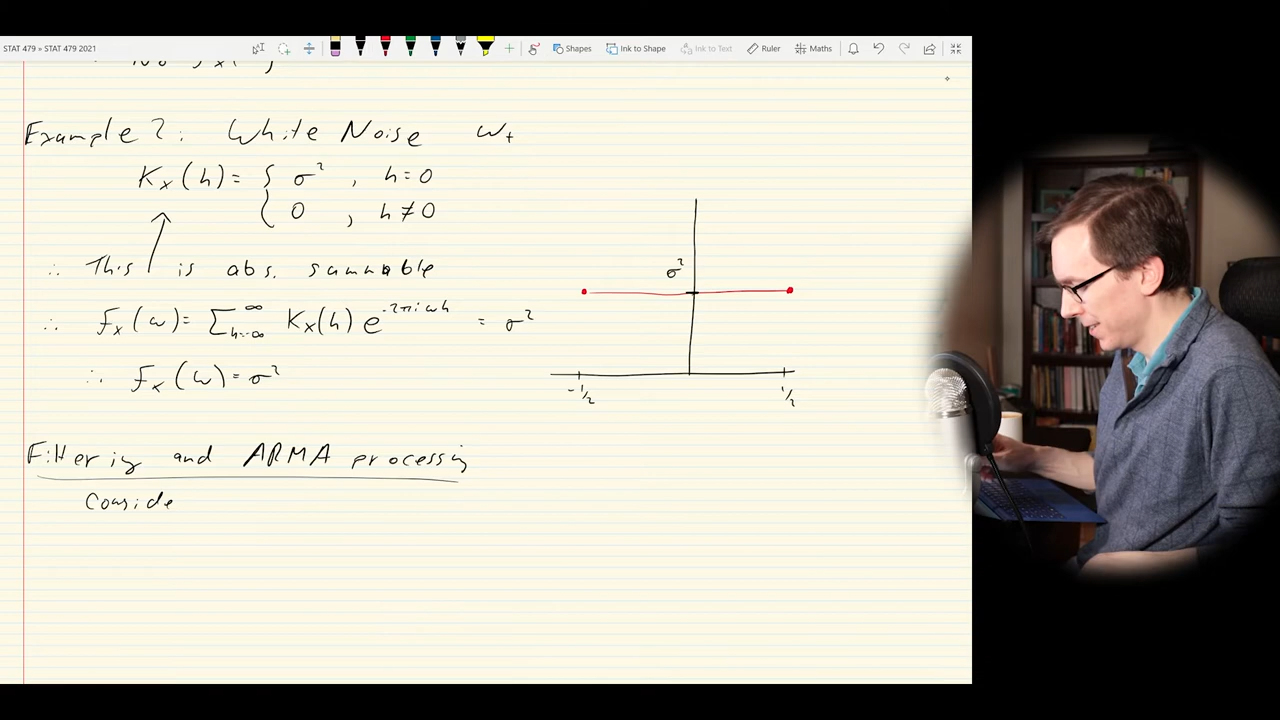 STAT 479 » STAT 479 2021
Shapes
Ink to Shape
Ink to Text
Ruler
Maths
Example 2: White Noise w_t
K_x(h) = { σ² , h=0
0 , h≠0
∴ This is abs. summable
∴ f_x(ω) = ∑_{h=-∞}^{∞} K_x(h) e^{-2πiωh} = σ²
∴ f_x(ω) = σ²
σ²
-1/2
1/2
Filtering and ARMA processing
Conside